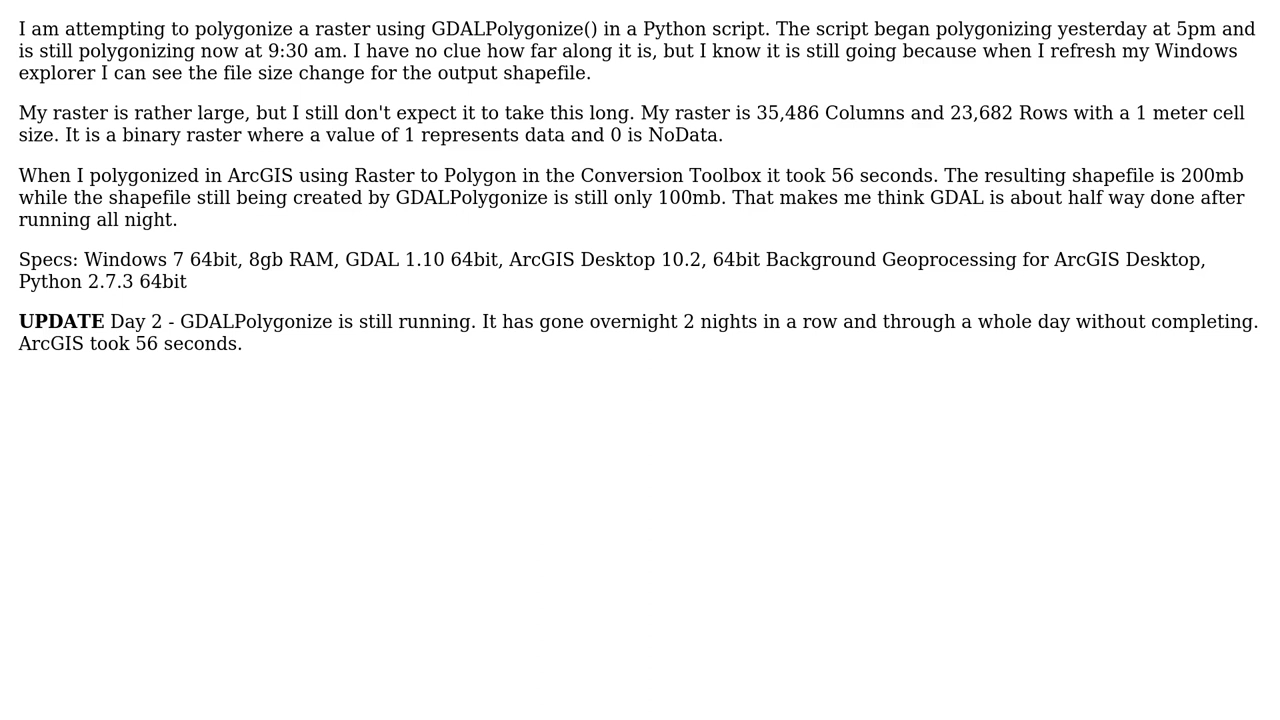 I am attempting to polygonize a raster using GDALPolygonize() in a Python script. The script began polygonizing yesterday at 5pm and
is still polygonizing now at 9:30 am. I have no clue how far along it is, but I know it is still going because when I refresh my Windows
explorer I can see the file size change for the output shapefile.
My raster is rather large, but I still don't expect it to take this long. My raster is 35,486 Columns and 23,682 Rows with a 1 meter cell
size. It is a binary raster where a value of 1 represents data and 0 is NoData.
When I polygonized in ArcGIS using Raster to Polygon in the Conversion Toolbox it took 56 seconds. The resulting shapefile is 200mb
while the shapefile still being created by GDALPolygonize is still only 100mb. That makes me think GDAL is about half way done after
running all night.
Specs: Windows 7 64bit, 8gb RAM, GDAL 1.10 64bit, ArcGIS Desktop 10.2, 64bit Background Geoprocessing for ArcGIS Desktop,
Python 2.7.3 64bit
UPDATE Day 2 - GDALPolygonize is still running. It has gone overnight 2 nights in a row and through a whole day without completing.
ArcGIS took 56 seconds.